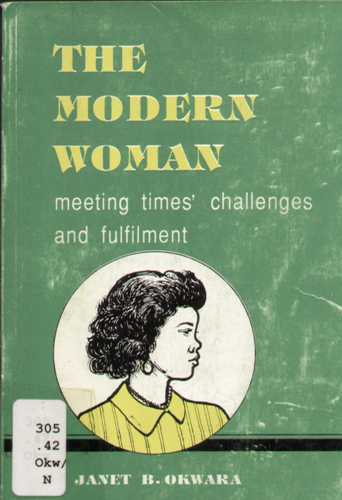 THE
MODERN
WOMAN
meeting times' challenges
and fulfilment
305
.42
Okw/
N
JANET B. OKWARA